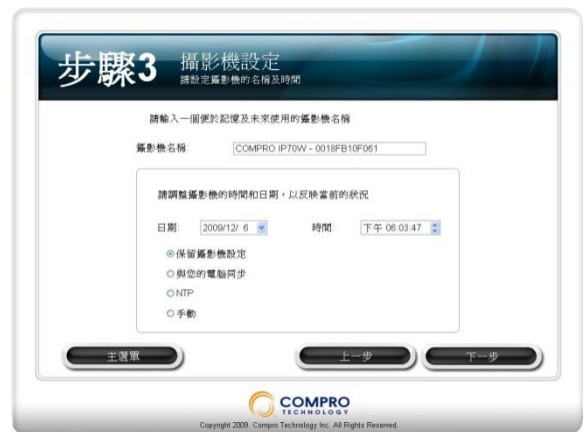 步驟3 攝影機設定
請設定攝影機的名稱及時間
請輸入一個便於記憶及未來使用的攝影機名稱
攝影機名稱 COMPRO IP70W - 0018FB10F061
請調整攝影機的時間和日期，以反映當前的狀況
日期: 2009/12/ 6 時間: 下午 06:03:47
保留攝影機設定
與您的電腦同步
NTP
手動
主選單 上一步 下一步
COMPRO
TECHNOLOGY
Copyright 2009. Compro Technology Inc. All Rights Reserved.